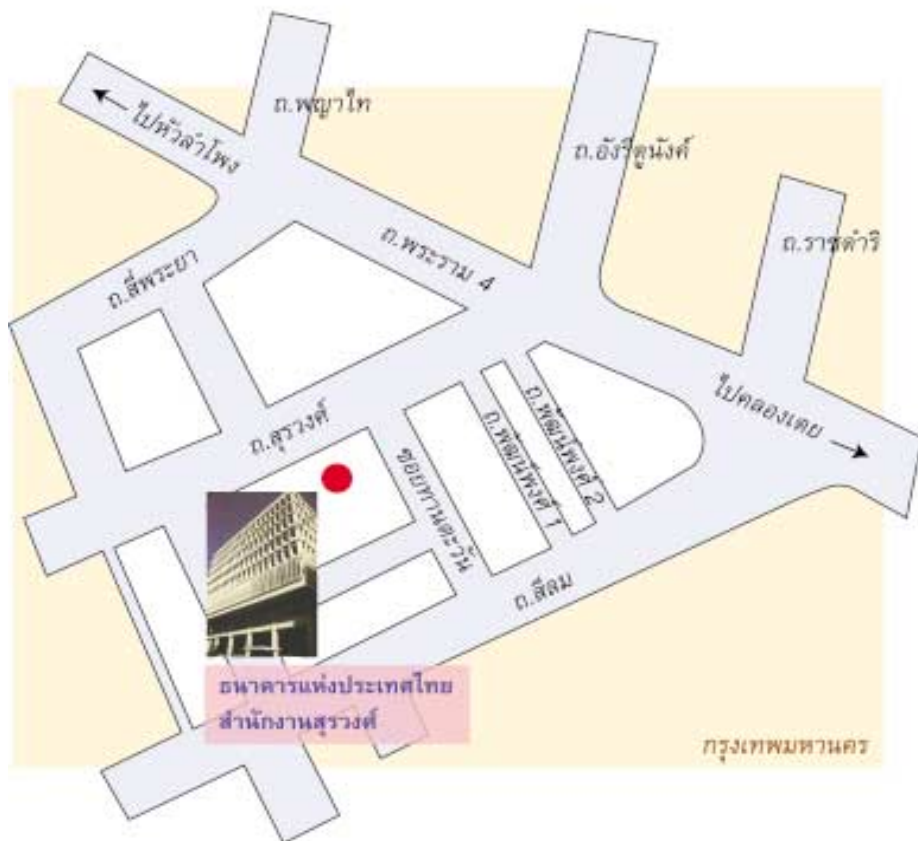 ถ.พญาไท
ไปหัวลำโพง
ถ.อังรีดูนังค์
ถ.ราชดำริ
ถ.พระราม 4
ถ.สี่พระยา
ไปคลองเตย
ถ.สุรวงศ์
ซอยทานตะวัน
ถ.พัฒน์พงศ์ 1
ถ.พัฒน์พงศ์ 2
ถ.สีลม
ธนาคารแห่งประเทศไทย
สำนักงานสุรวงศ์
กรุงเทพมหานคร